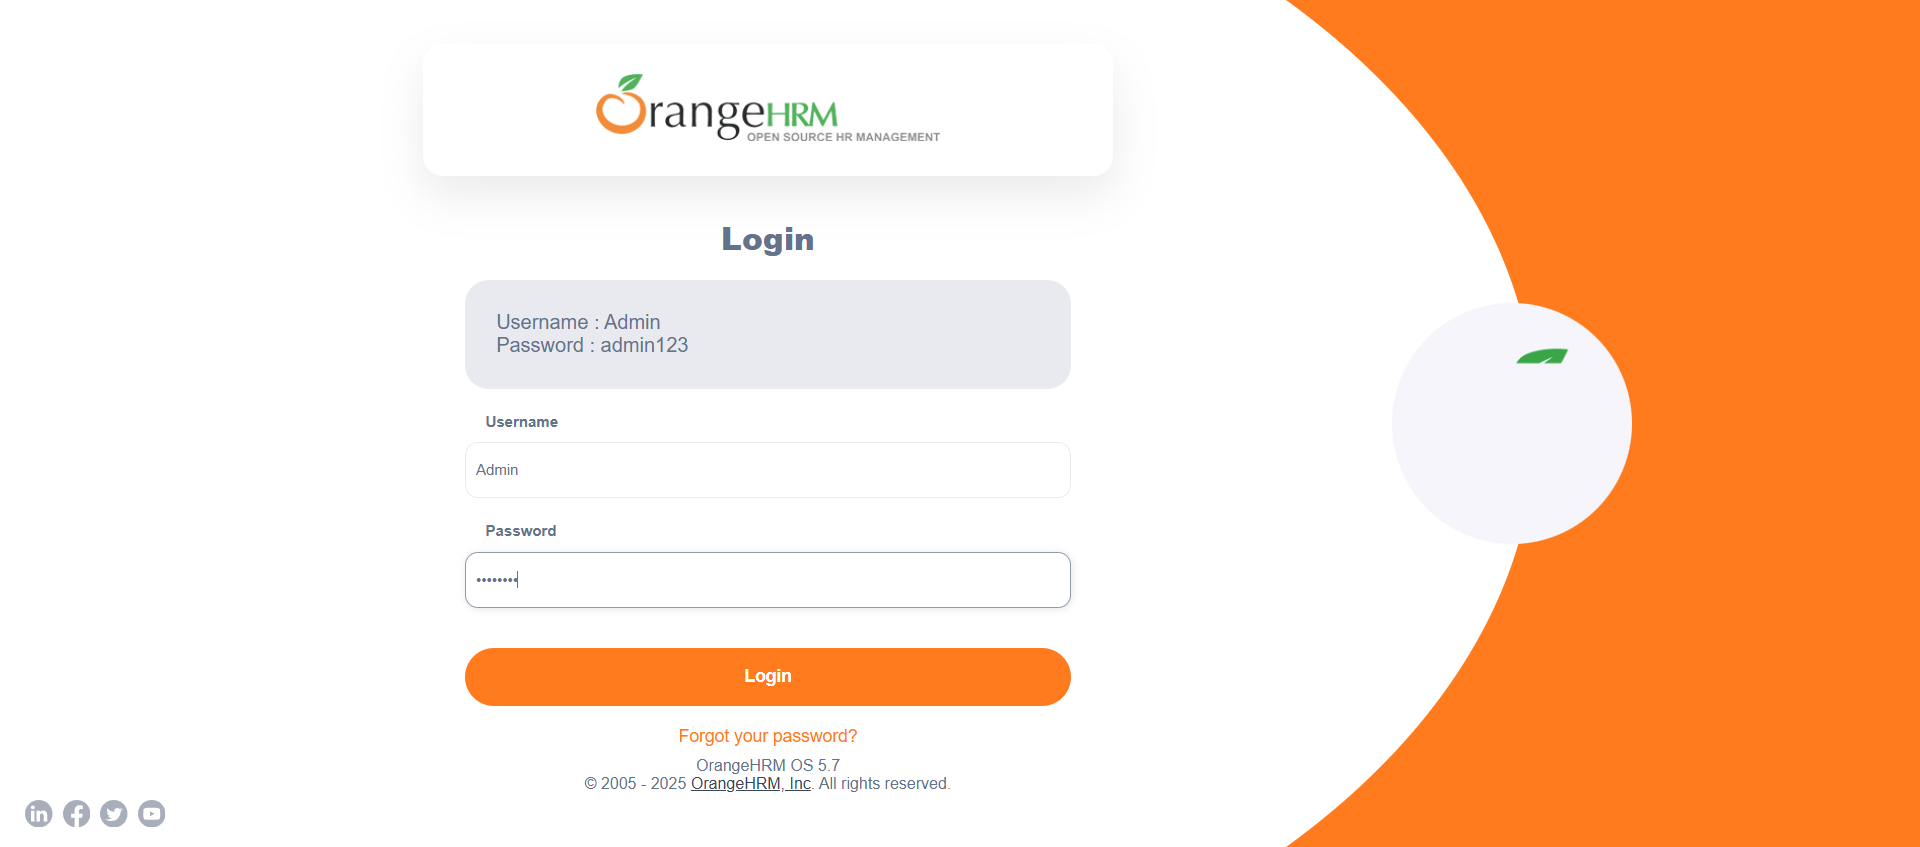 OrangeHRM
OPEN SOURCE HR MANAGEMENT
Login
Username : Admin
Password : admin123
Username
Admin
Password
••••••••
Login
Forgot your password?
OrangeHRM OS 5.7
© 2005 - 2025 OrangeHRM, Inc. All rights reserved.